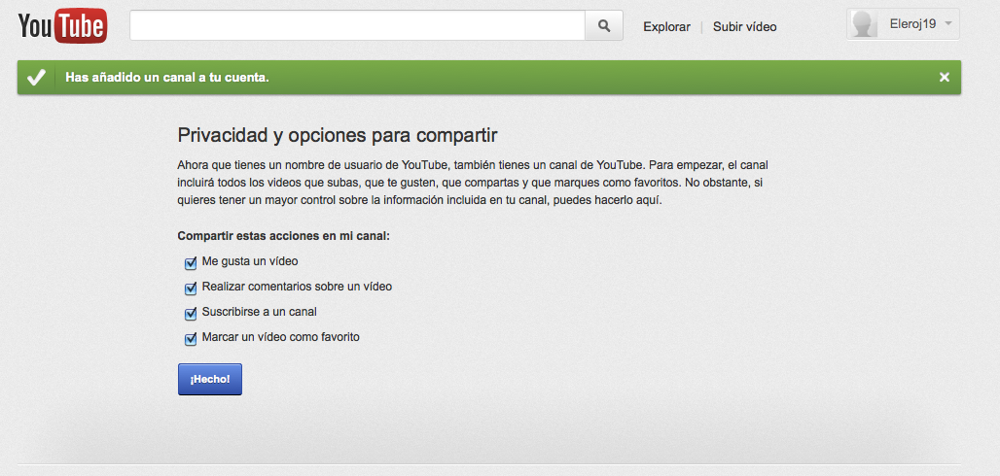 YouTube
Explorar | Subir vídeo
Eleroj19
Has añadido un canal a tu cuenta.
Privacidad y opciones para compartir
Ahora que tienes un nombre de usuario de YouTube, también tienes un canal de YouTube. Para empezar, el canal
incluirá todos los videos que subas, que te gusten, que compartas y que marques como favoritos. No obstante, si
quieres tener un mayor control sobre la información incluida en tu canal, puedes hacerlo aquí.
Compartir estas acciones en mi canal:
Me gusta un vídeo
Realizar comentarios sobre un vídeo
Suscribirse a un canal
Marcar un vídeo como favorito
¡Hecho!